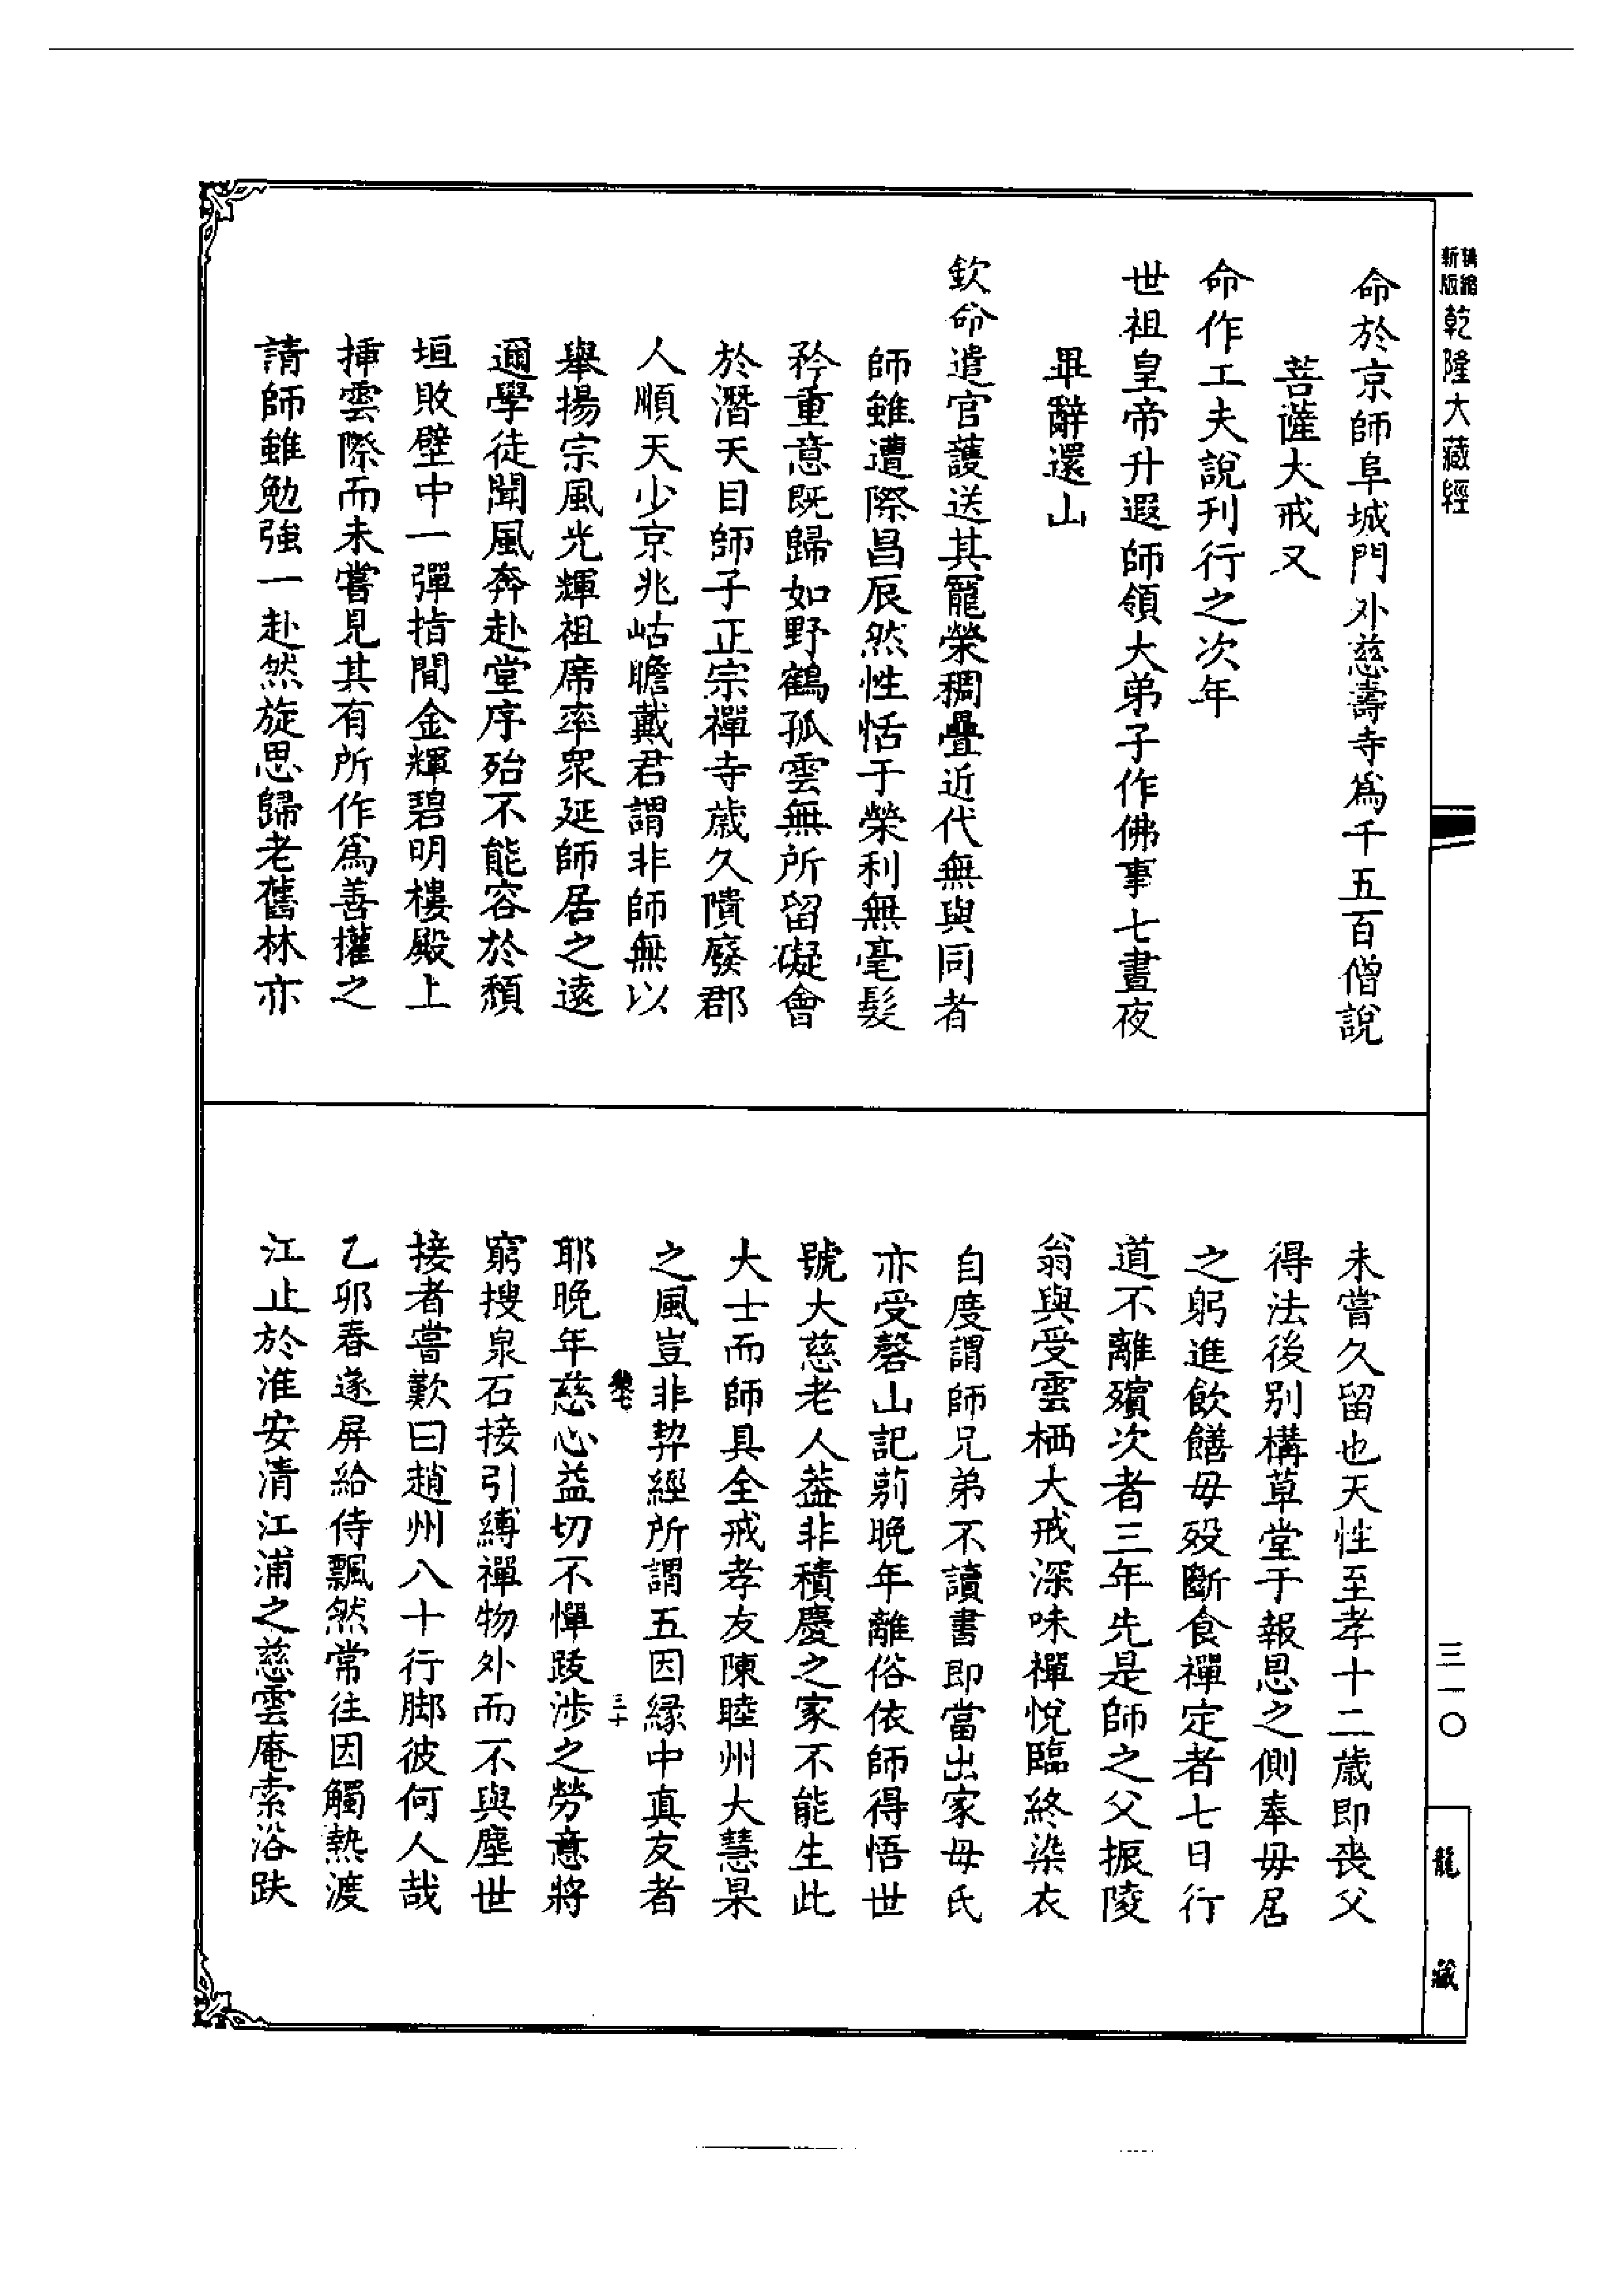 精縮
新版
乾隆大藏經
命於京師阜城門外慈壽寺爲千五百僧說
菩薩大戒又
命作工夫說刋行之次年
世祖皇帝升遐師領大弟子作佛事七晝夜
畢辭還山
欽命遣官護送其寵榮稠疊近代無與同者
師雖遭際昌辰然性恬于榮利無毫髮
矜重意旣歸如野鶴孤雲無所留礙會
於潛天目師子正宗禪寺歲久隤廢郡
人順天少京兆岵瞻戴君謂非師無以
舉揚宗風光輝祖席率衆延師居之遠
邇學徒聞風奔赴堂序殆不能容於頹
垣敗壁中一彈指間金輝碧明樓殿上
揷雲際而未嘗見其有所作爲善權之
請師雖勉強一赴然旋思歸老舊林亦
未嘗久留也天性至孝十二歲即喪父
得法後別構草堂于報恩之側奉母居
之躬進飲饍母歿斷食禪定者七日行
道不離殯次者三年先是師之父振陵
翁與受雲栖大戒深味禪悅臨終染衣
自度謂師兄弟不讀書即當出家母氏
亦受磬山記莂晚年離俗依師得悟世
號大慈老人葢非積慶之家不能生此
大士而師具全戒孝友陳睦州大慧杲
之風豈非契經所謂五因緣中真友者
三十
耶晚年慈心益切不憚跋涉之勞意將
窮搜泉石接引縛禪物外而不與塵世
接者嘗歎曰趙州八十行脚彼何人哉
乙卯春遂屏給侍飄然常往因觸熱渡
江止於淮安清江浦之慈雲庵索浴趺
三一〇
龍藏